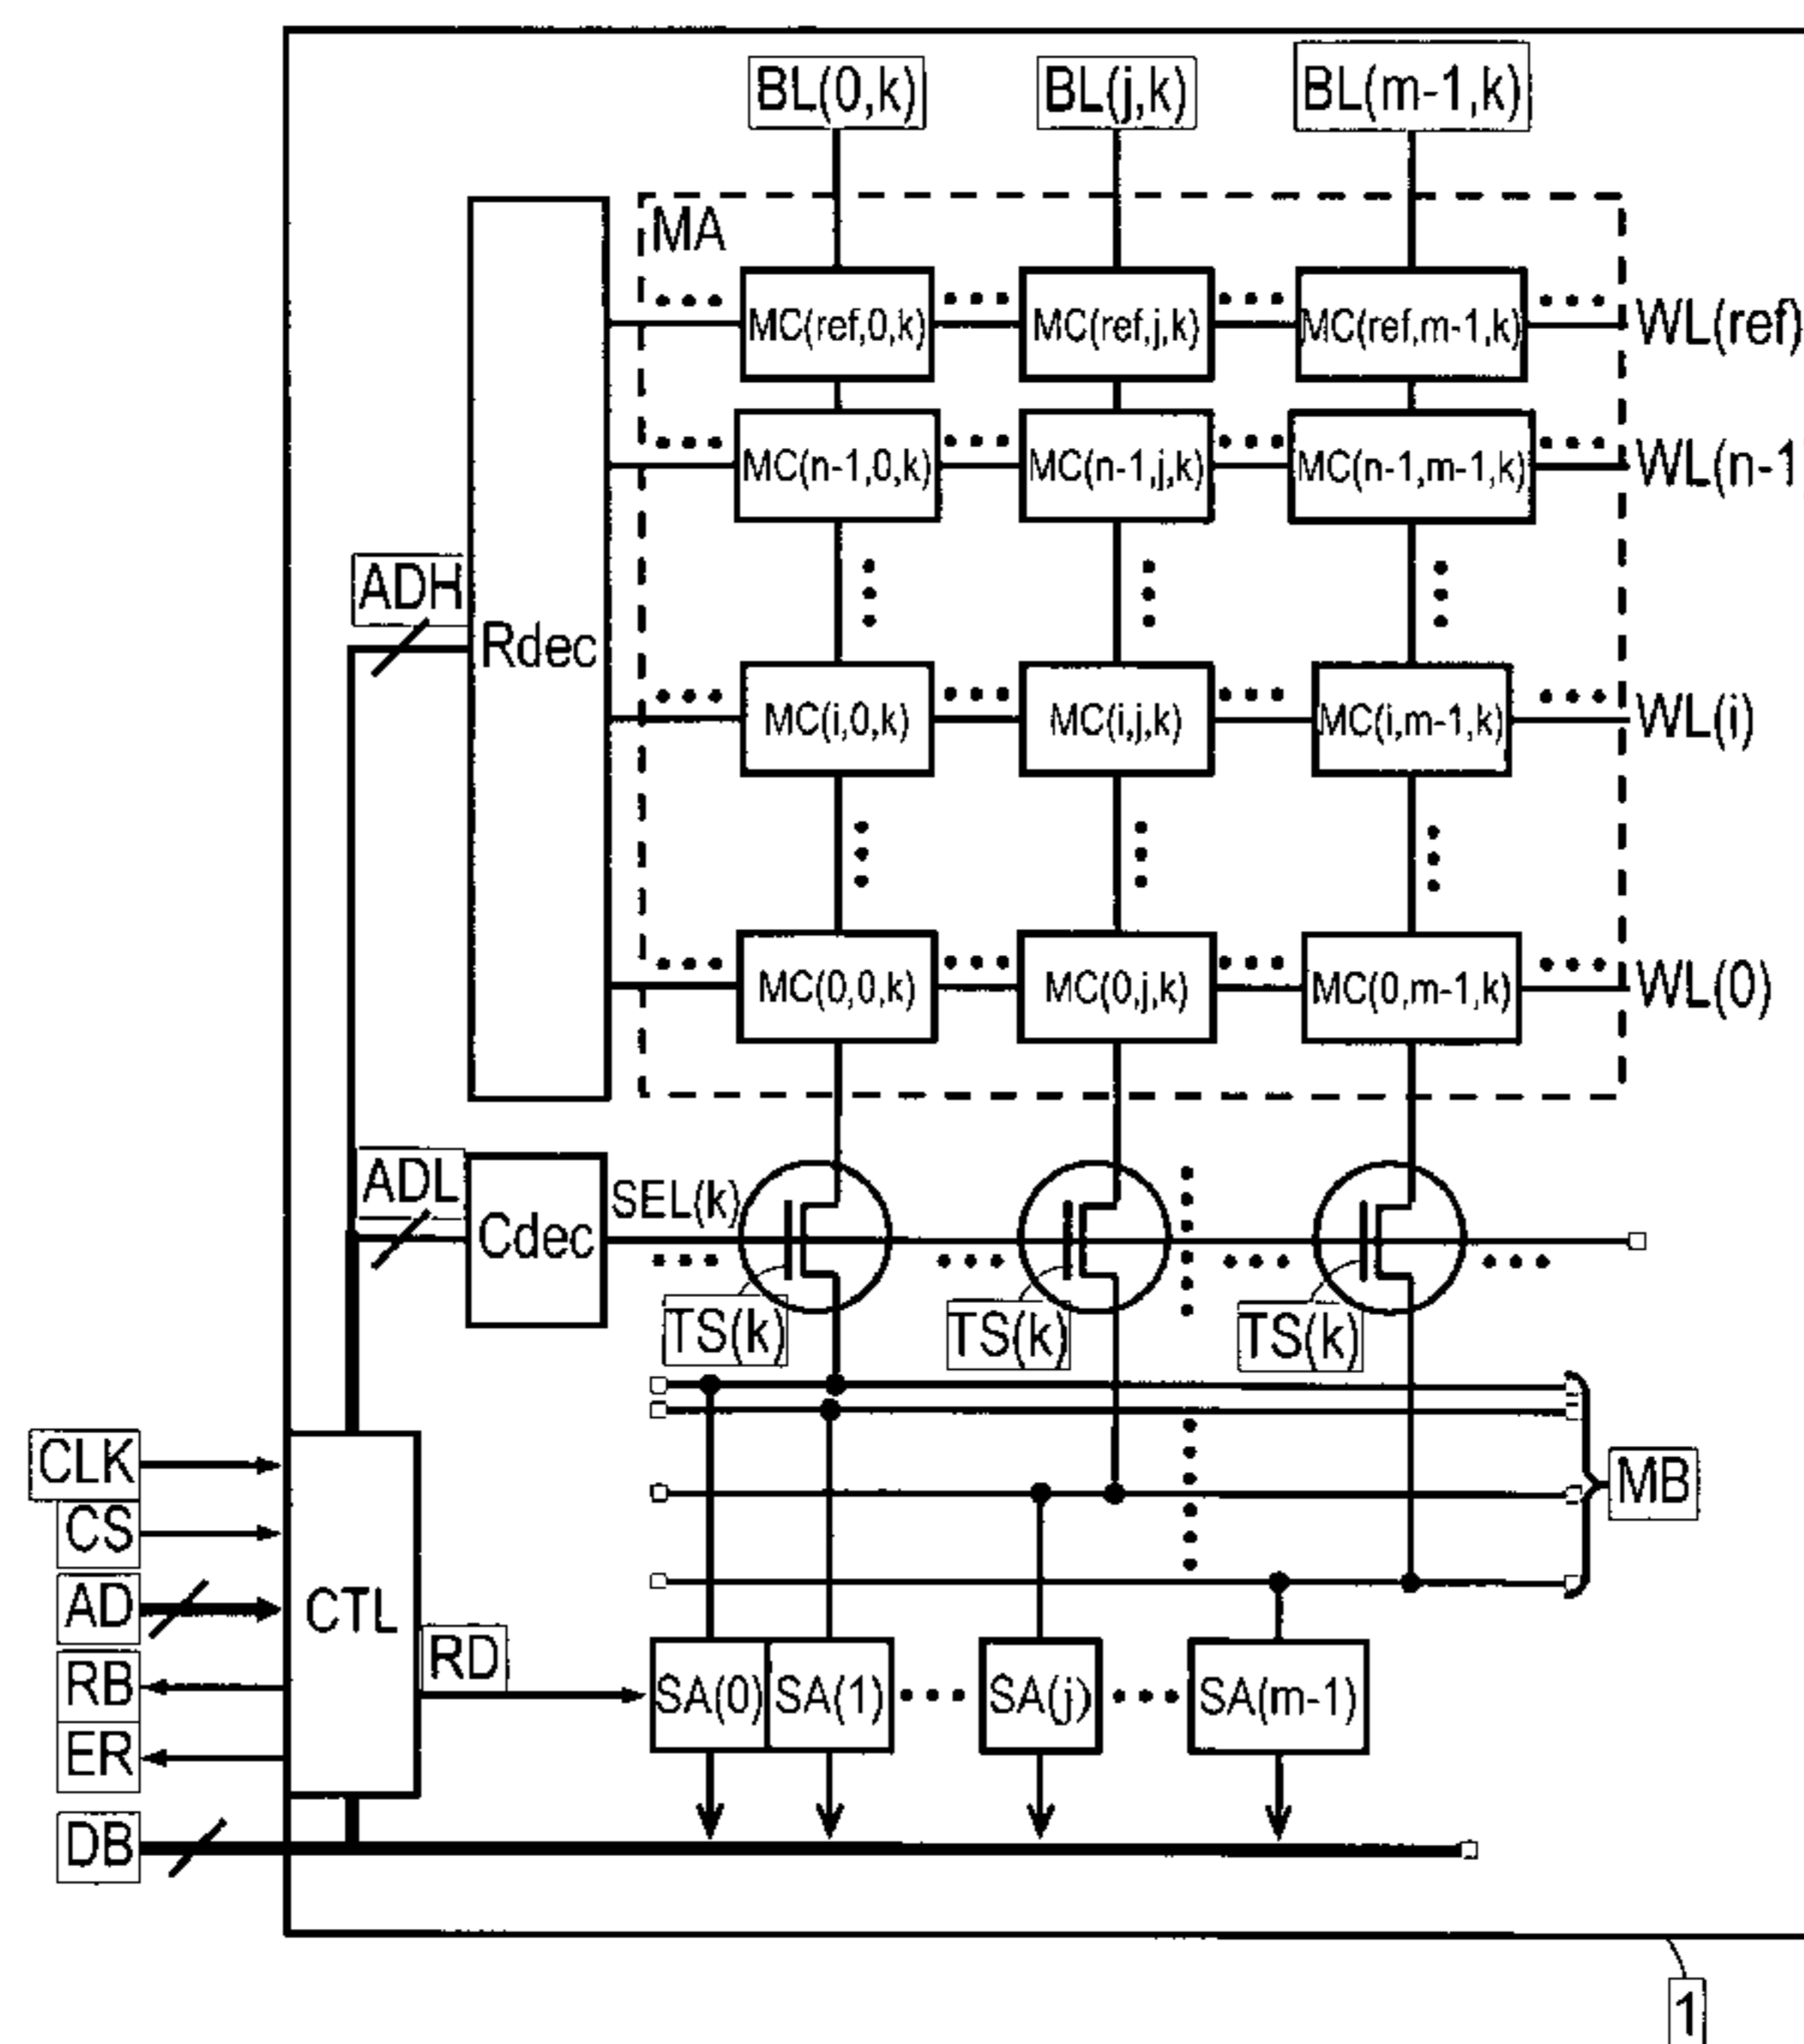 BL(0,k) BL(j,k) BL(m-1,k)
MA
MC(ref,0,k) MC(ref,j,k) MC(ref,m-1,k) WL(ref)
MC(n-1,0,k) MC(n-1,j,k) MC(n-1,m-1,k) WL(n-1
ADH
Rdec
MC(i,0,k) MC(i,j,k) MC(i,m-1,k) WL(i)
MC(0,0,k) MC(0,j,k) MC(0,m-1,k) WL(0)
ADL
Cdec
SEL(k)
TS(k) TS(k) TS(k)
MB
CLK
CS
AD
RB
ER
DB
CTL
RD
SA(0) SA(1) SA(j) SA(m-1)
1